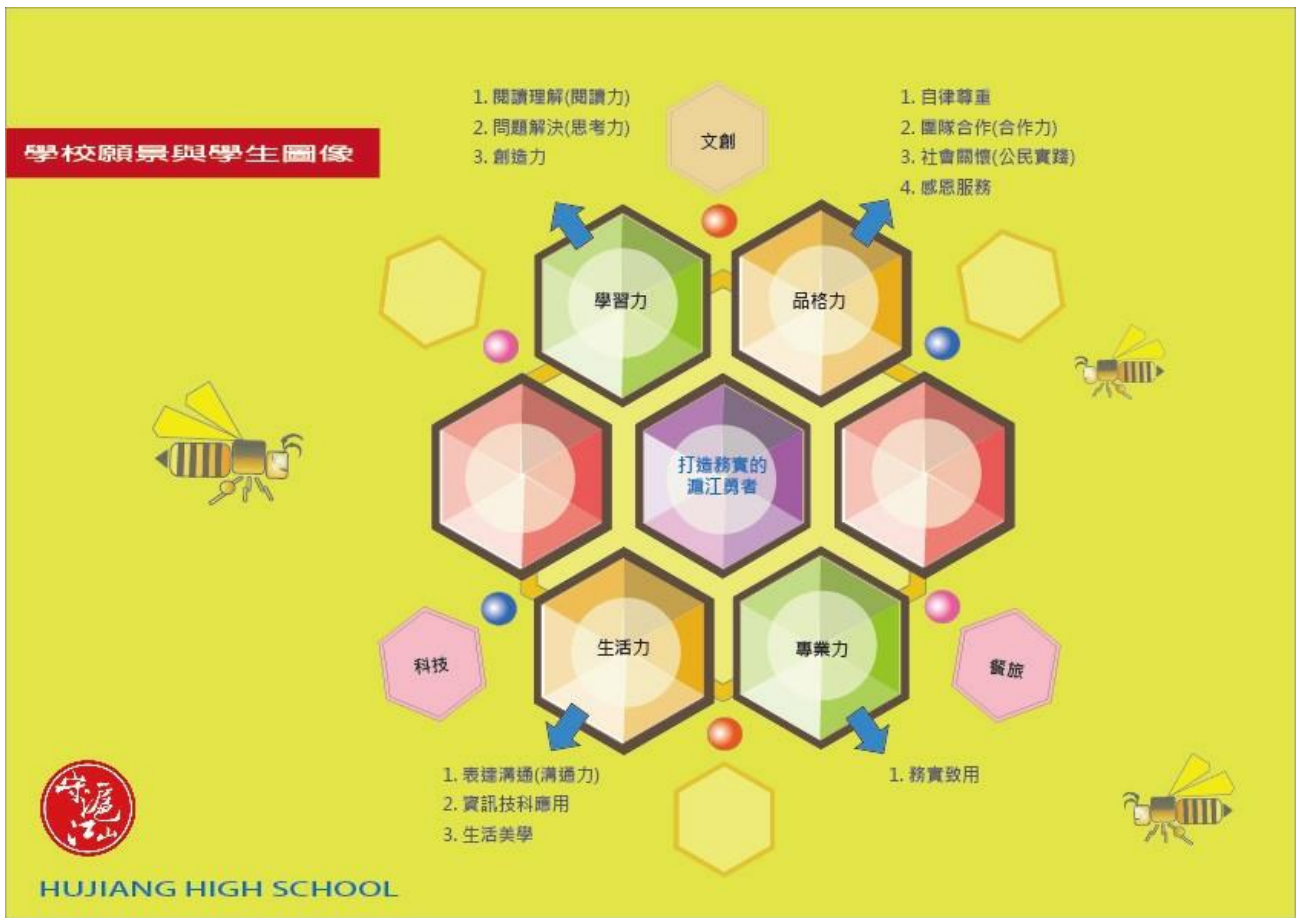 學校願景與學生圖像
1. 閱讀理解(閱讀力)
2. 問題解決(思考力)
3. 創造力
文創
1. 自律尊重
2. 團隊合作(合作力)
3. 社會關懷(公民實踐)
4. 感恩服務
學習力
品格力
打造務實的
滬江勇者
生活力
專業力
科技
餐旅
1. 表達溝通(溝通力)
2. 資訊技科應用
3. 生活美學
1. 務實致用
滬江
HUJIANG HIGH SCHOOL